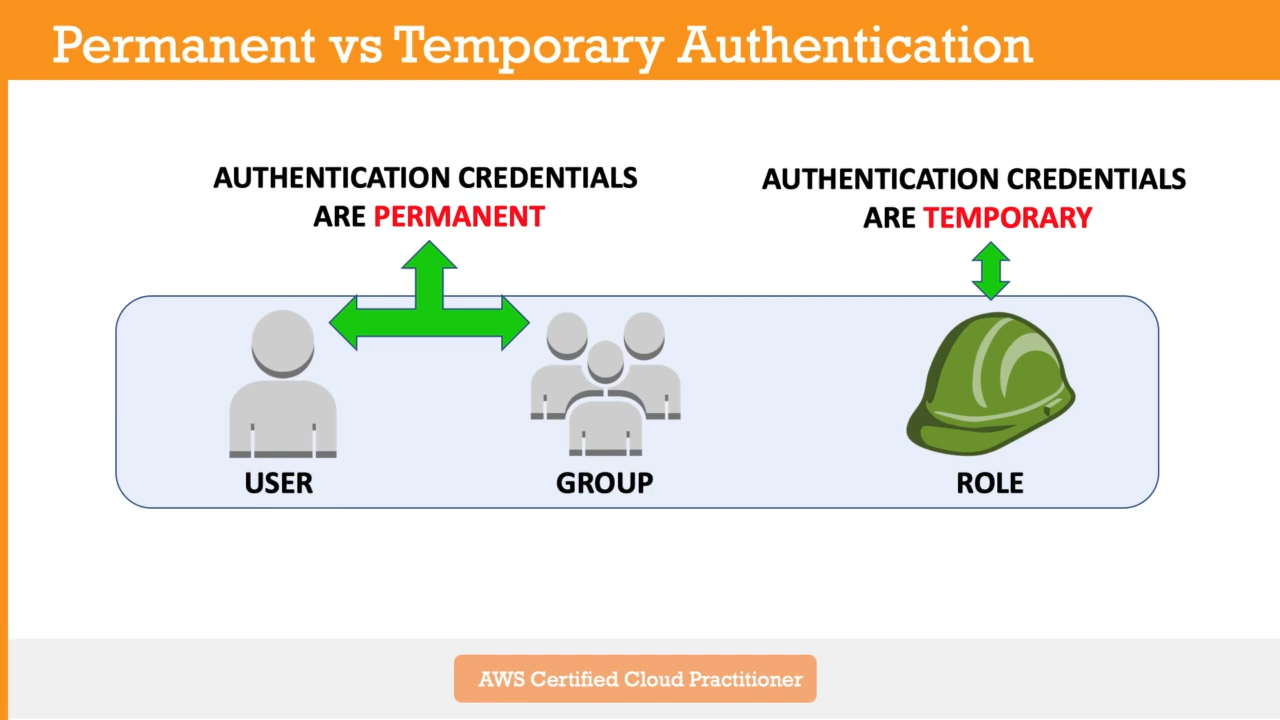 Permanent vs Temporary Authentication
AUTHENTICATION CREDENTIALS
ARE PERMANENT
AUTHENTICATION CREDENTIALS
ARE TEMPORARY
USER
GROUP
ROLE
AWS Certified Cloud Practitioner